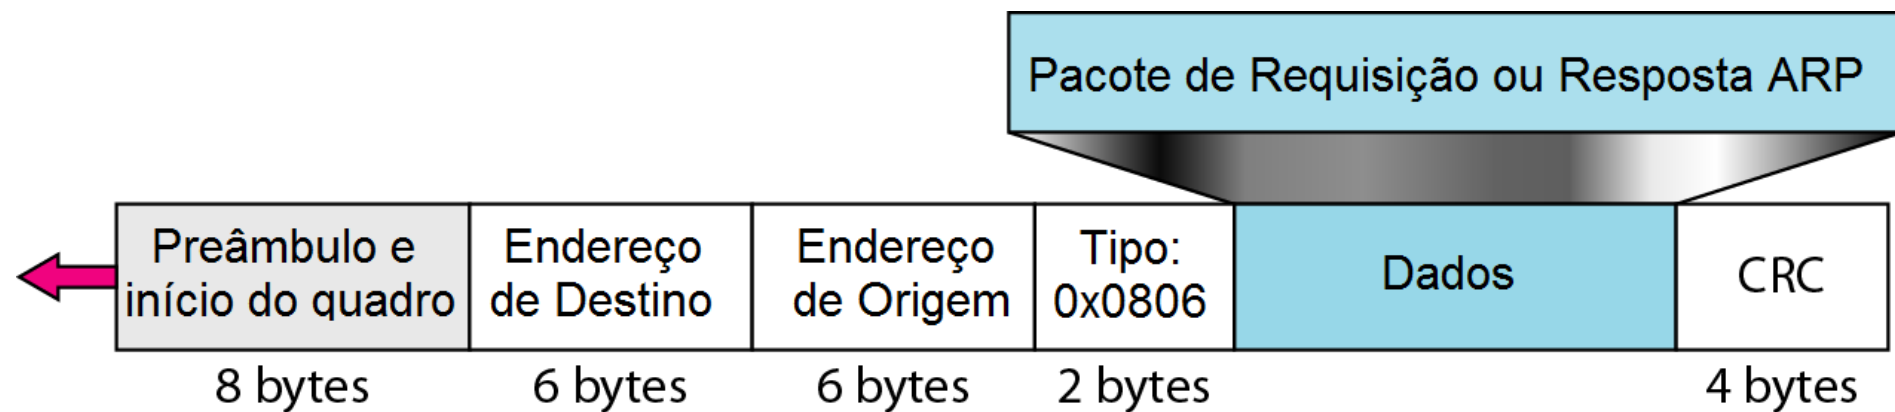 Pacote de Requisição ou Resposta ARP
Preâmbulo e
início do quadro
Endereço
de Destino
Endereço
de Origem
Tipo:
0x0806
Dados
CRC
8 bytes
6 bytes
6 bytes
2 bytes
4 bytes